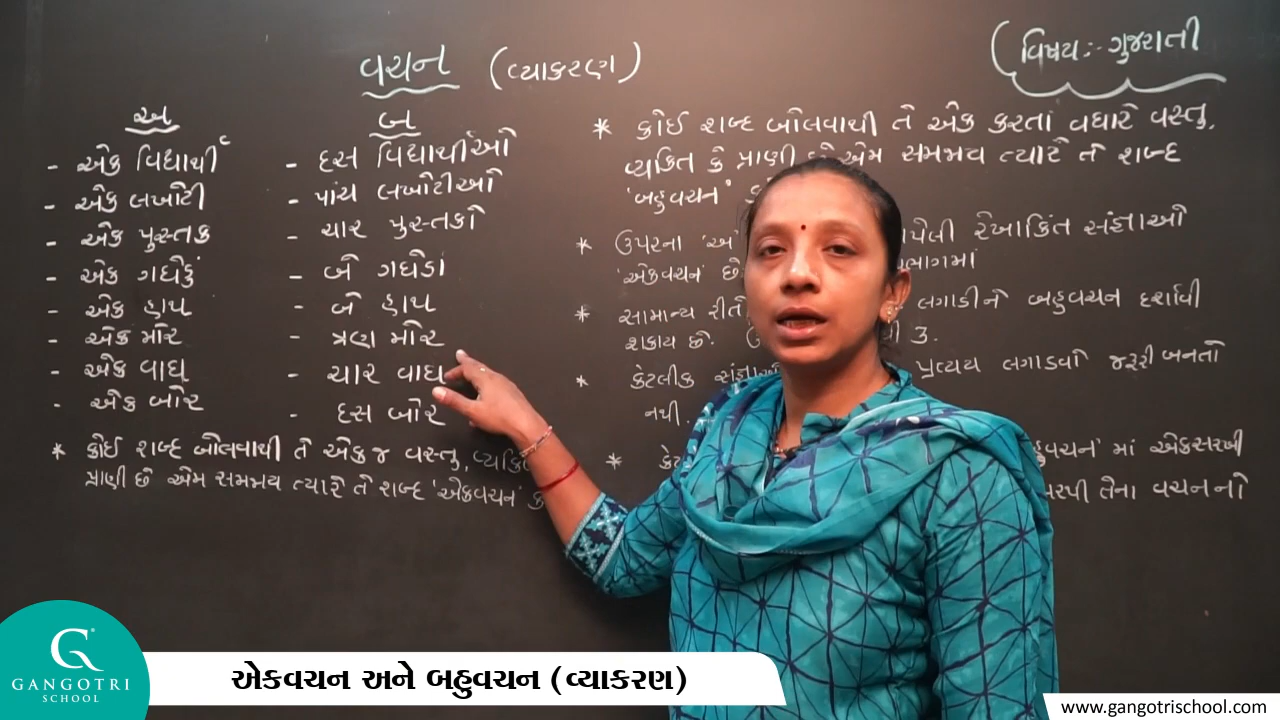 વચન (વ્યાકરણ)
વિષય:- ગુજરાતી
અ
- એક વિદ્યાર્થી
- એક લખોટી
- એક પુસ્તક
- એક ગધેડું
- એક હાથ
- એક મોર
- એક વાઘ
- એક બોર
બ
- દસ વિદ્યાર્થીઓ
- પાંચ લખોટીઓ
- ચાર પુસ્તકો
- બે ગધેડાં
- બે હાથ
- ત્રણ મોર
- ચાર વાઘ
- દસ બોર
* કોઈ શબ્દ બોલવાથી તે એક જ વસ્તુ, વ્યક્તિ
પ્રાણી છે એમ સમજાય ત્યારે તે શબ્દ 'એકવચન'
* કોઈ શબ્દ બોલવાથી તે એક કરતાં વધારે વસ્તુ,
વ્યક્તિ કે પ્રાણી છે એમ સમજાય ત્યારે તે શબ્દ
'બહુવચન'
* ઉપરના 'અ' રેખાકિંત સંજ્ઞાઓ
'એકવચન' છે.
* સામાન્ય રીતે લગાડીને બહુવચન દર્શાવી
શકાય છે.
* કેટલીક પ્રત્યય લગાડવો જરૂરી બનતો
નથી.
* માં એકસરખી
તેના વચનનો
GANGOTRI
SCHOOL
એકવચન અને બહુવચન (વ્યાકરણ)
www.gangotrischool.com